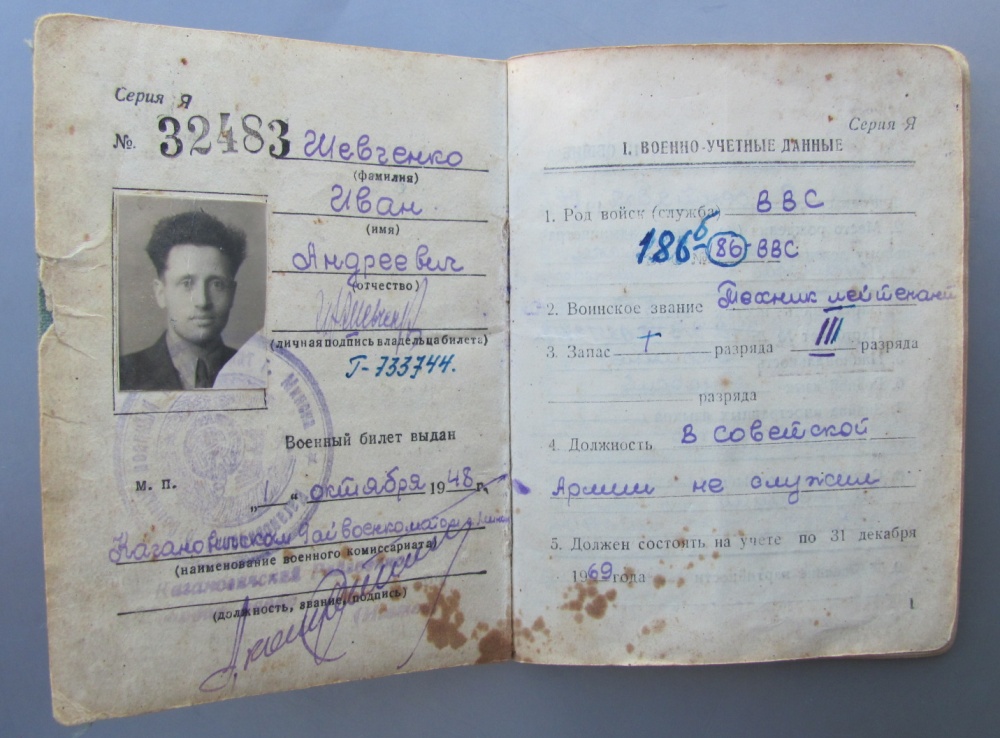 Серия Я
№. 32483 Шевченко
(фамилия)
Иван
(имя)
Андреевич
(отчество)
(личная подпись владельца билета)
Г-733744.
Военный билет выдан
М. П.
„1“ октября 1948 г.
Кагановичском Райвоенкоматом г. Минска
(наименование военного комиссариата)
(должность, звание, подпись)
Серия Я
I. ВОЕННО-УЧЕТНЫЕ ДАННЫЕ
1. Род войск (служба) ВВС
186-б 86 ВВС
2. Воинское звание Техник лейтенант
3. Запас + разряда III разряда
разряда
4. Должность в Советской
Армии не служил
5. Должен состоять на учете по 31 декабря
1969 года
1